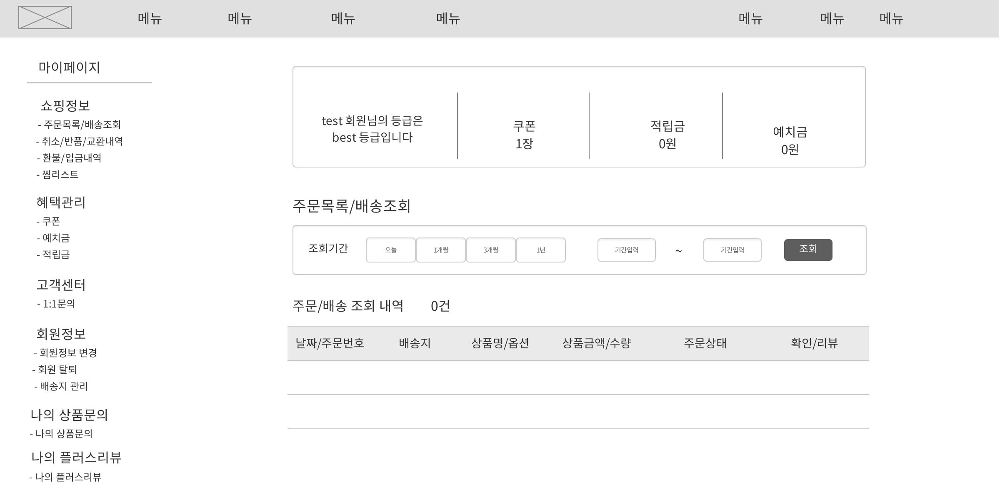 메뉴 메뉴 메뉴 메뉴 메뉴 메뉴 메뉴
마이페이지
쇼핑정보
- 주문목록/배송조회
- 취소/반품/교환내역
- 환불/입금내역
- 찜리스트
혜택관리
- 쿠폰
- 예치금
- 적립금
고객센터
- 1:1문의
회원정보
- 회원정보 변경
- 회원 탈퇴
- 배송지 관리
나의 상품문의
- 나의 상품문의
나의 플러스리뷰
- 나의 플러스리뷰
test 회원님의 등급은
best 등급입니다
쿠폰
1장
적립금
0원
예치금
0원
주문목록/배송조회
조회기간 오늘 1개월 3개월 1년 기간입력 ~ 기간입력 조회
주문/배송 조회 내역 0건
날짜/주문번호 배송지 상품명/옵션 상품금액/수량 주문상태 확인/리뷰